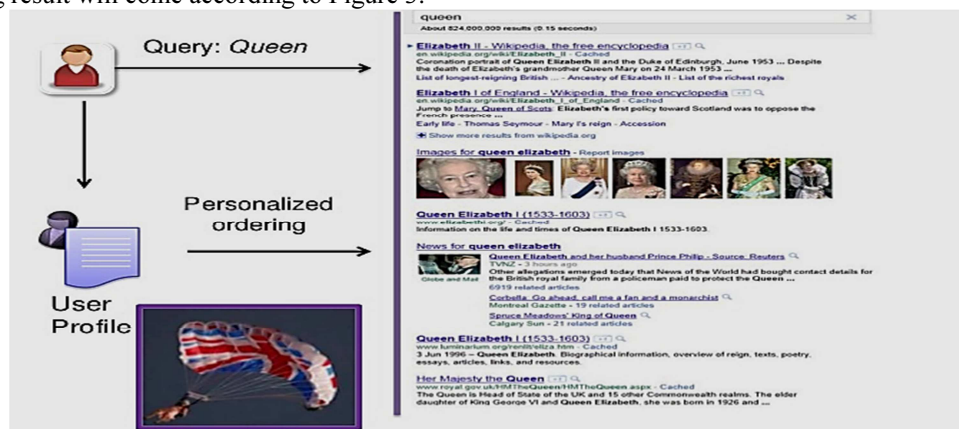 g result will come according to Figure 3.
Query: Queen
Personalized
ordering
User
Profile
queen
About 824,000,000 results (0.15 seconds)
Elizabeth II - Wikipedia, the free encyclopedia
en.wikipedia.org/wiki/Elizabeth_II - Cached
Coronation portrait of Queen Elizabeth II and the Duke of Edinburgh, June 1953 ... Despite
the death of Elizabeth's grandmother Queen Mary on 24 March 1953 ...
List of longest-reigning British ... - Ancestry of Elizabeth II - List of the richest royals
Elizabeth I of England - Wikipedia, the free encyclopedia
en.wikipedia.org/wiki/Elizabeth_I_of_England - Cached
Jump to Mary, Queen of Scots: Elizabeth's first policy toward Scotland was to oppose the
French presence ...
Early life - Thomas Seymour - Mary I's reign - Accession
Show more results from wikipedia.org
Images for queen elizabeth - Report images
Queen Elizabeth I (1533-1603)
www.elizabethi.org/ - Cached
Information on the life and times of Queen Elizabeth I 1533-1603.
News for queen elizabeth
Queen Elizabeth and her husband Prince Philip - Source: Reuters
TVNZ - 3 hours ago
Other allegations emerged today that News of the World had bought contact details for
the British royal family from a policeman paid to protect the Queen ...
6919 related articles
Globe and Mail
Corbella: Go ahead, call me a fan and a monarchist
Montreal Gazette - 19 related articles
Spruce Meadows' King of Queen
Calgary Sun - 21 related articles
Queen Elizabeth I (1533-1603)
www.luminarium.org/renlit/eliza.htm - Cached
3 Jun 1996 – Queen Elizabeth. Biographical information, overview of reign, texts, poetry,
essays, articles, links, and resources.
Her Majesty the Queen
www.royal.gov.uk/HMTheQueen/HMTheQueen.aspx - Cached
The Queen is Head of State of the UK and 15 other Commonwealth realms. The elder
daughter of King George VI and Queen Elizabeth, she was born in 1926 and ...